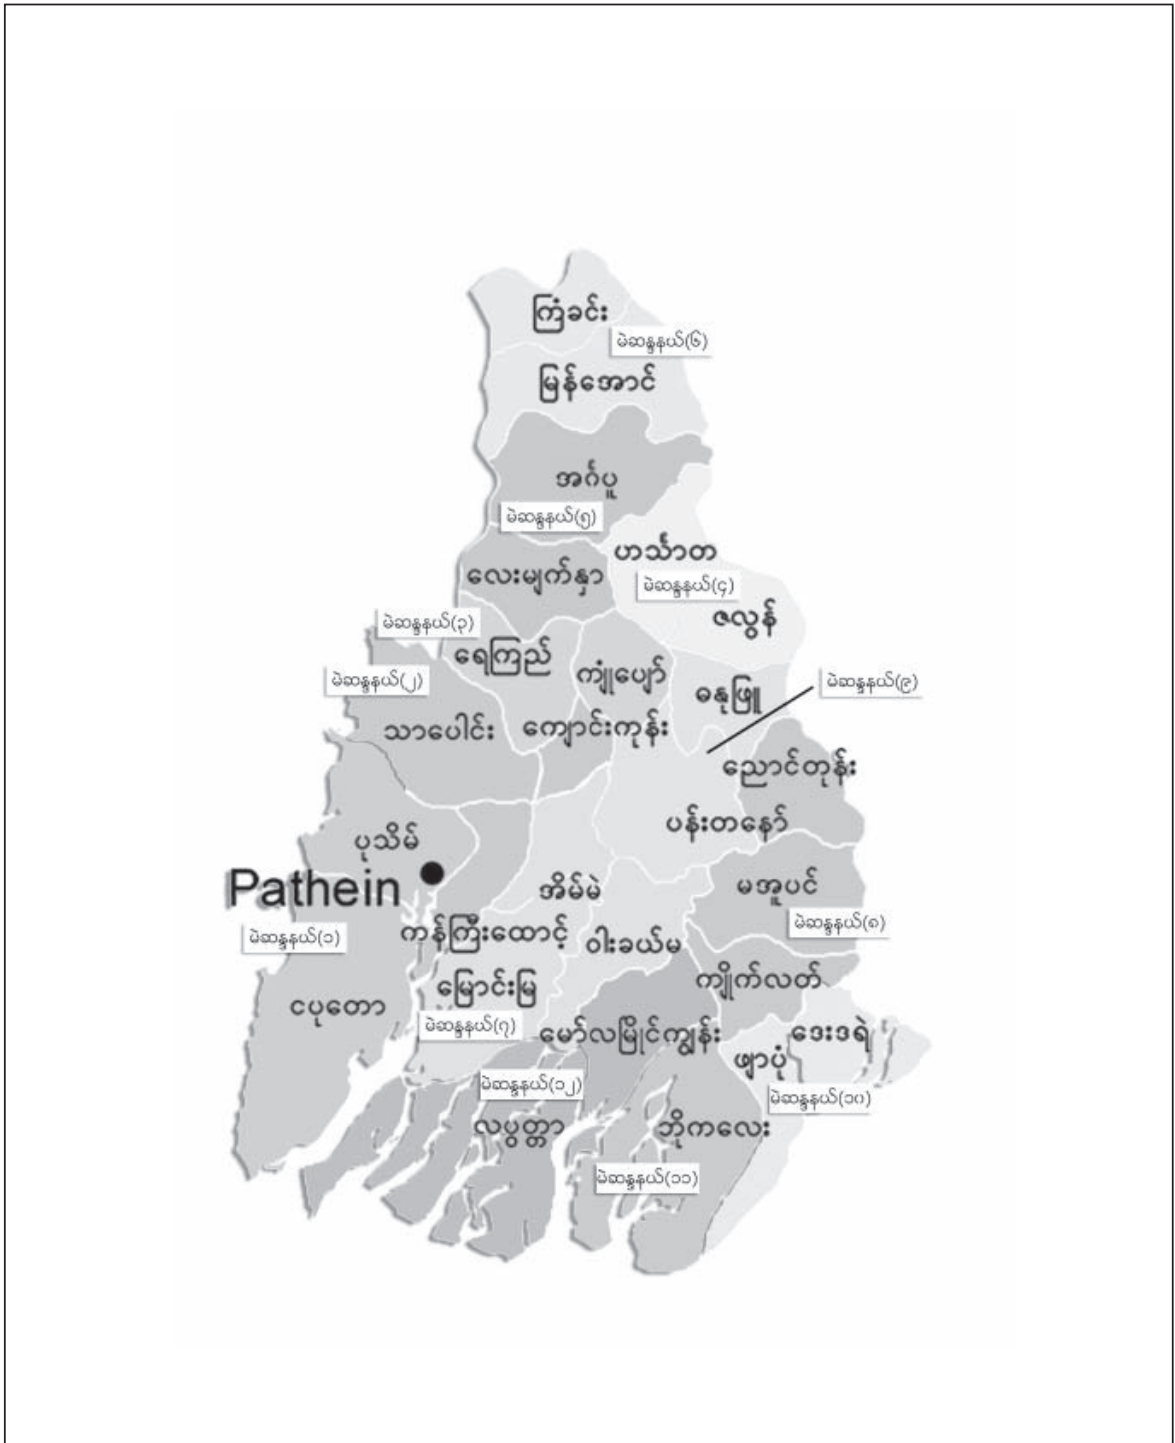 ကြံခင်း
မဲဆန္ဒနယ်(၆)
မြန်အောင်
အင်္ဂပူ
မဲဆန္ဒနယ်(၅)
ဟင်္သာတ
လေးမျက်နှာ
မဲဆန္ဒနယ်(၄)
ဇလွန်
မဲဆန္ဒနယ်(၃)
ရေကြည်
ကျုံပျော်
မဲဆန္ဒနယ်(၂)
မဲဆန္ဒနယ်(၉)
ဓနုဖြူ
သာပေါင်း
ကျောင်းကုန်း
ညောင်တုန်း
ပန်းတနော်
ပုသိမ်
Pathein
အိမ်မဲ
မအူပင်
မဲဆန္ဒနယ်(၈)
မဲဆန္ဒနယ်(၁)
ကန်ကြီးထောင့်
ဝါးခယ်မ
ကျိုက်လတ်
မြောင်းမြ
ငပုတော
မဲဆန္ဒနယ်(၇)
မော်လမြိုင်ကျွန်း
ဒေးဒရဲ
ဖျာပုံ
မဲဆန္ဒနယ်(၁၂)
မဲဆန္ဒနယ်(၁၀)
လပွတ္တာ
ဘိုကလေး
မဲဆန္ဒနယ်(၁၁)